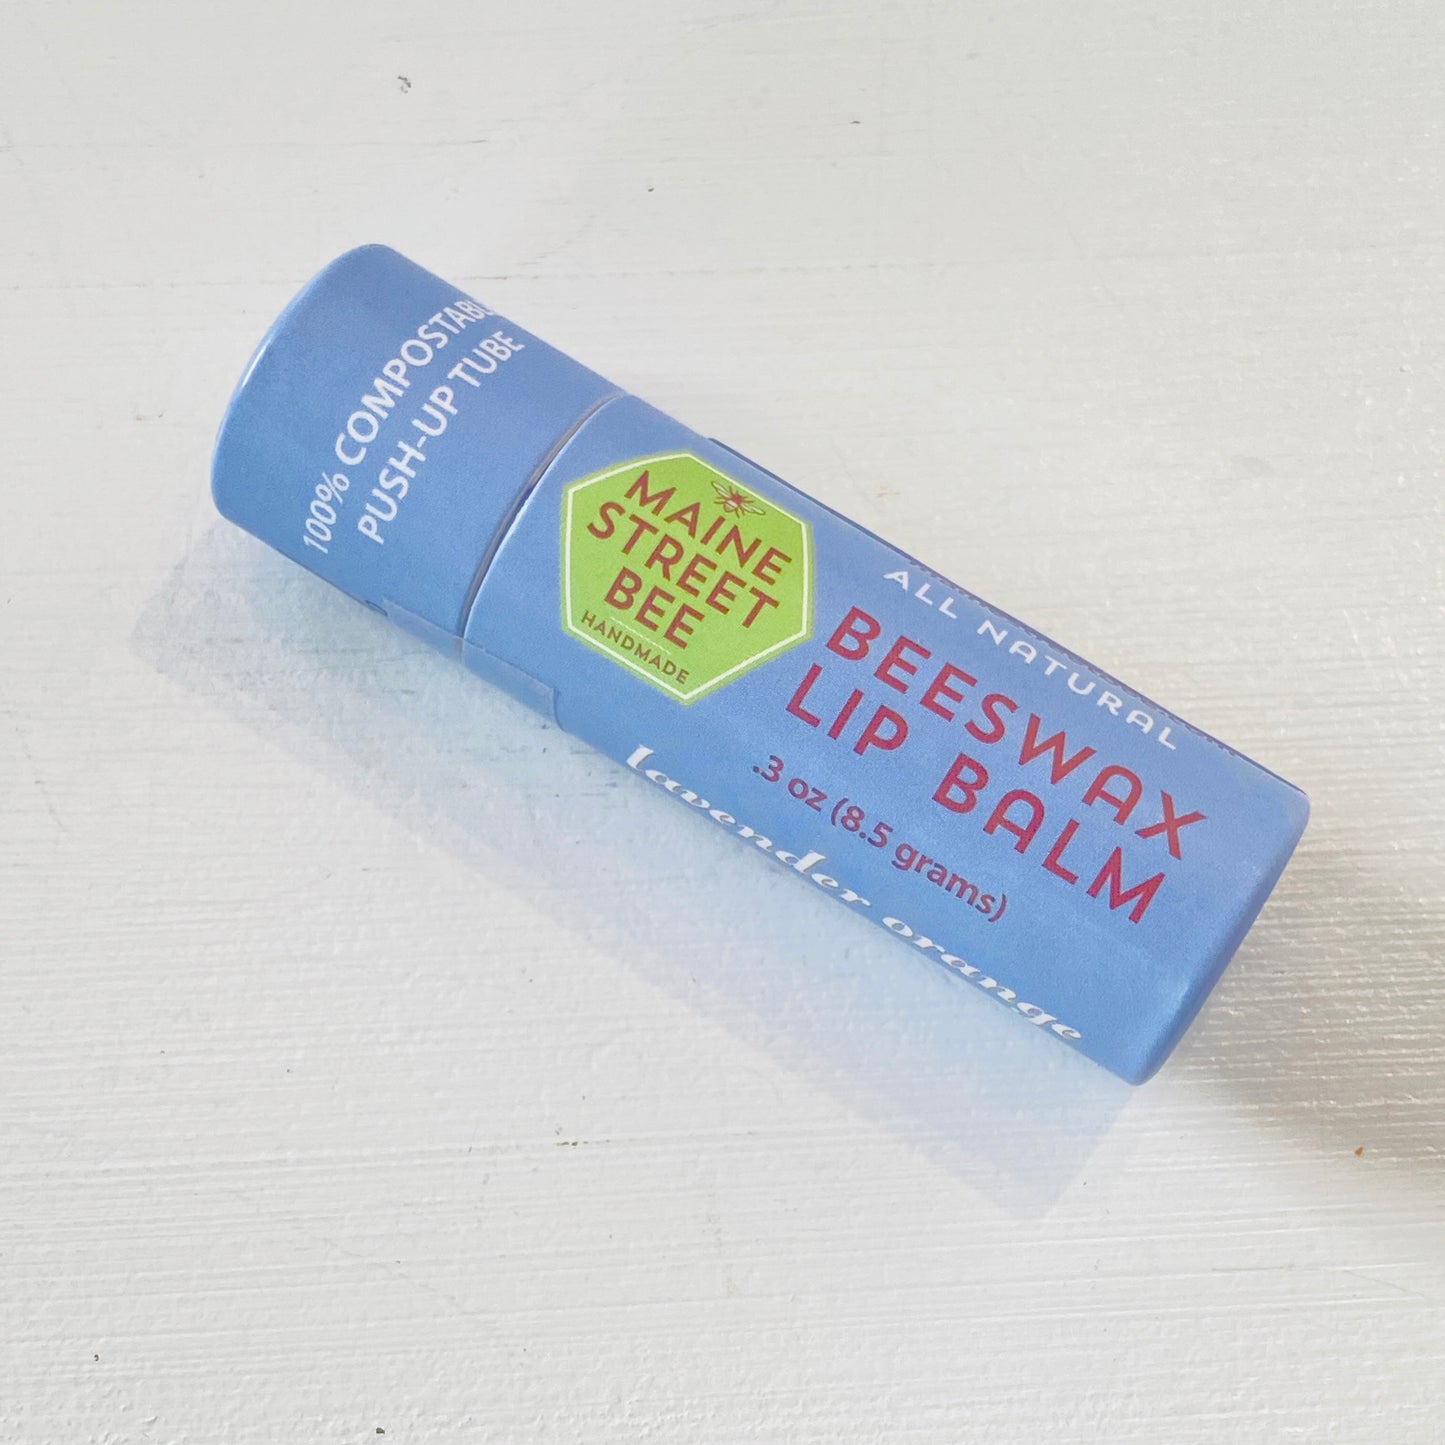 100% COMPOSTABLE
PUSH-UP TUBE
MAINE
STREET
BEE
HANDMADE
ALL NATURAL
BEESWAX
LIP BALM
.3 oz (8.5 grams)
lavender orange